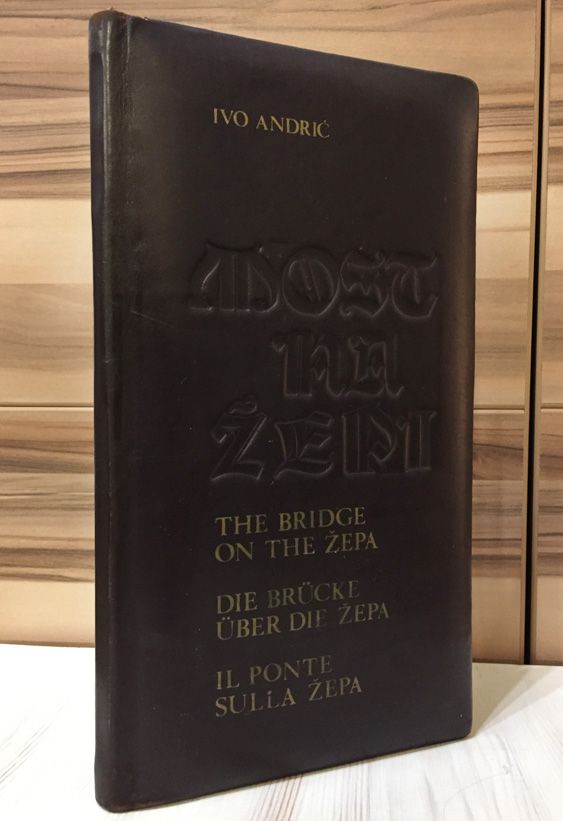 IVO ANDRIĆ
MOST
NA
ŽEPI
THE BRIDGE
ON THE ŽEPA
DIE BRÜCKE
ÜBER DIE ŽEPA
IL PONTE
SULLA ŽEPA